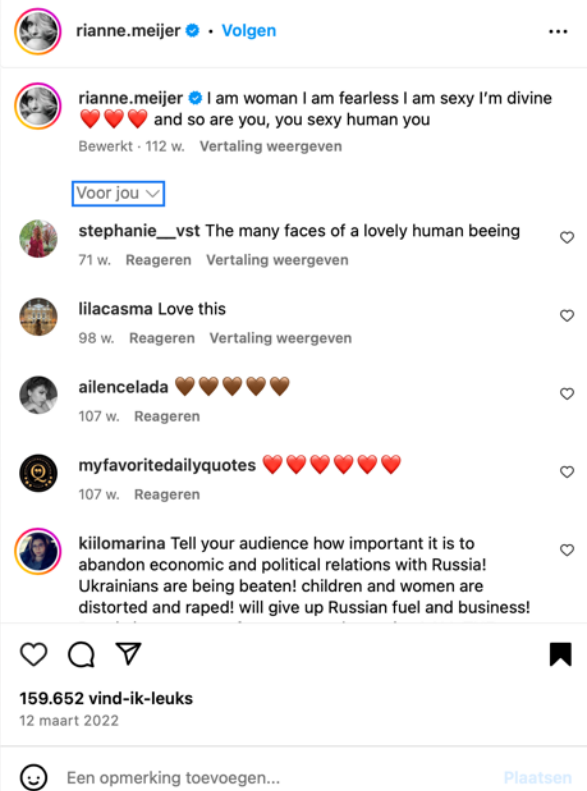 rianne.meijer • Volgen
rianne.meijer I am woman I am fearless I am sexy I’m divine
❤️❤️❤️ and so are you, you sexy human you
Bewerkt · 112 w. Vertaling weergeven
Voor jou
stephanie__vst The many faces of a lovely human beeing
71 w. Reageren Vertaling weergeven
lilacasma Love this
98 w. Reageren Vertaling weergeven
ailencelada 🤎🤎🤎🤎🤎
107 w. Reageren
myfavoritedailyquotes ❤️❤️❤️❤️❤️❤️
107 w. Reageren
kiilomarina Tell your audience how important it is to
abandon economic and political relations with Russia!
Ukrainians are being beaten! children and women are
distorted and raped! will give up Russian fuel and business!
159.652 vind-ik-leuks
12 maart 2022
Een opmerking toevoegen...
Plaatsen